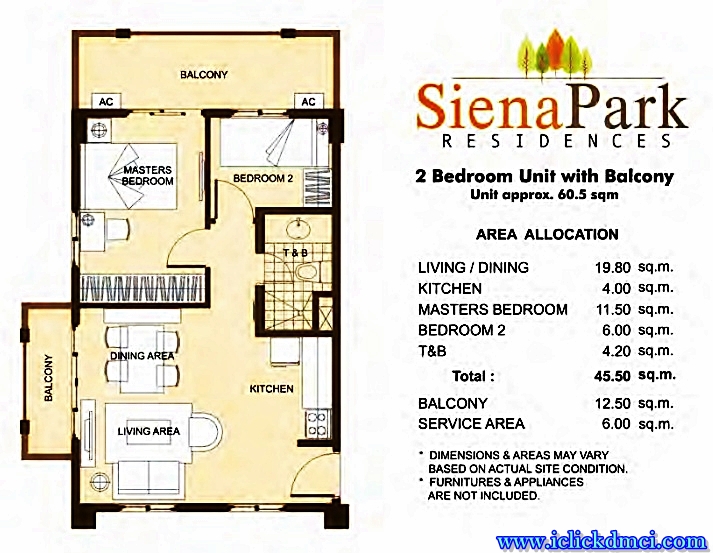 BALCONY
AC
AC
MASTERS
BEDROOM
BEDROOM 2
T & B
BALCONY
DINING AREA
KITCHEN
LIVING AREA
SienaPark
RESIDENCES
2 Bedroom Unit with Balcony
Unit approx. 60.5 sqm
AREA ALLOCATION
LIVING / DINING 19.80 sq.m.
KITCHEN 4.00 sq.m.
MASTERS BEDROOM 11.50 sq.m.
BEDROOM 2 6.00 sq.m.
T&B 4.20 sq.m.
Total : 45.50 sq.m.
BALCONY 12.50 sq.m.
SERVICE AREA 6.00 sq.m.
* DIMENSIONS & AREAS MAY VARY
BASED ON ACTUAL SITE CONDITION.
* FURNITURES & APPLIANCES
ARE NOT INCLUDED.
www.iclickdmci.com